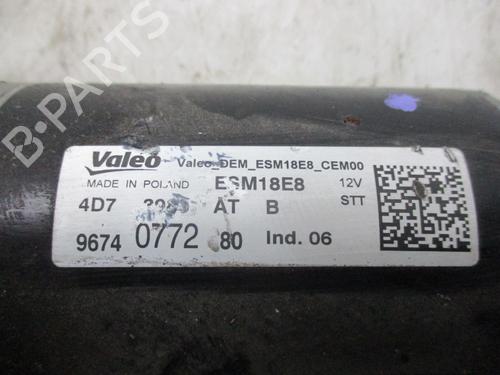 Valeo Valeo_DEM_ESM18E8_CEM00
MADE IN POLAND ESM18E8 12V
4D7 AT B STT
9674 0772 80 Ind. 06
B-PARTS